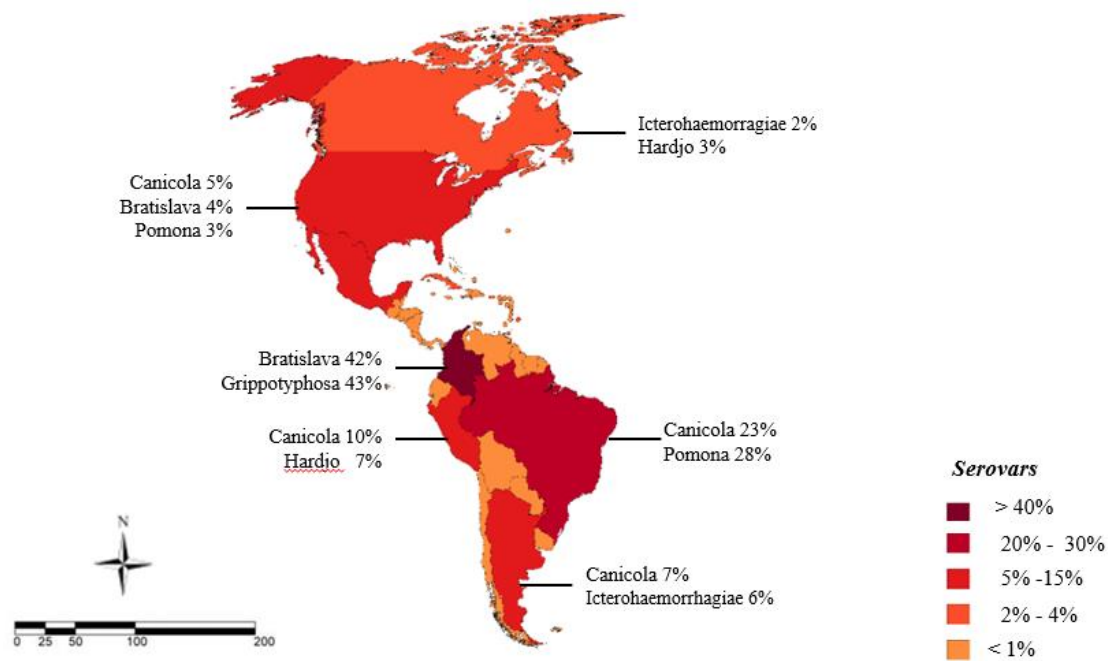 Icterohaemorragiae 2%
Hardjo 3%
Canicola 5%
Bratislava 4%
Pomona 3%
Bratislava 42%
Grippotyphosa 43%
Canicola 10%
Hardjo 7%
Canicola 23%
Pomona 28%
Canicola 7%
Icterohaemorrhagiae 6%
Serovars
> 40%
20% - 30%
5% -15%
2% - 4%
< 1%
N
0 25 50 100 200